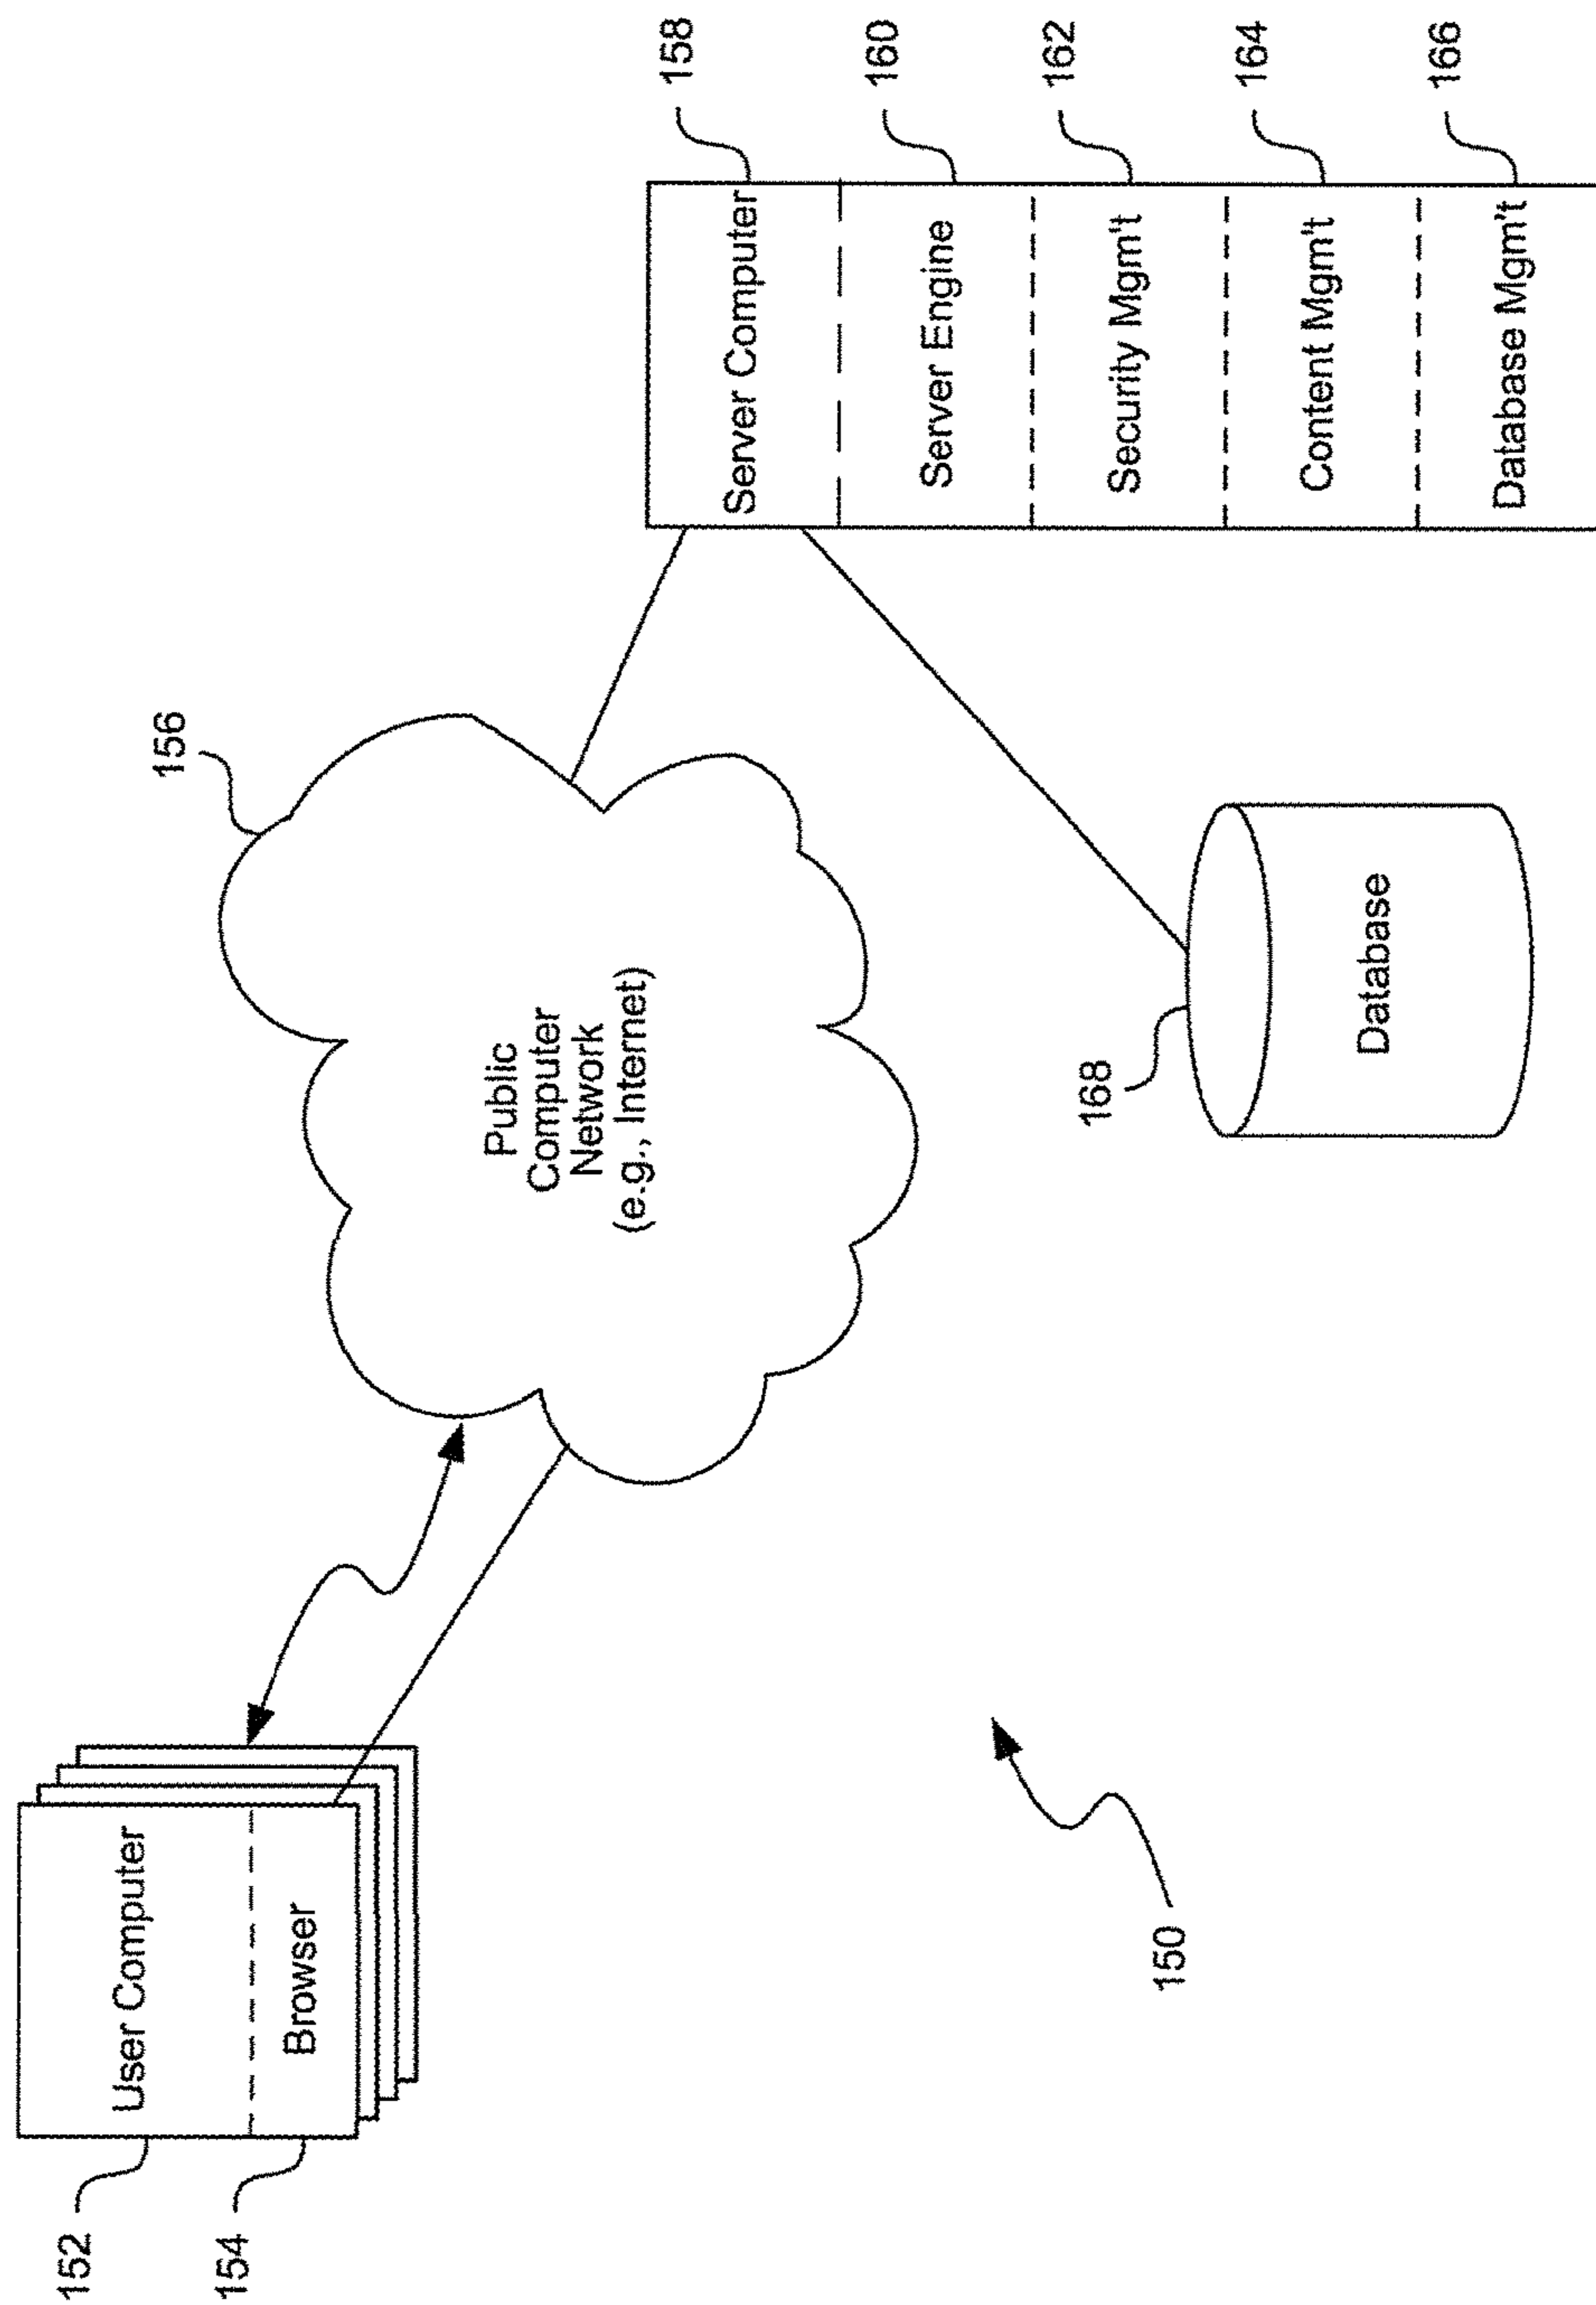 152
User Computer
154
Browser
156
Public
Computer
Network
(e.g., Internet)
158
Server Computer
160
Server Engine
162
Security Mgm't
164
Content Mgm't
166
Database Mgm't
168
Database
150